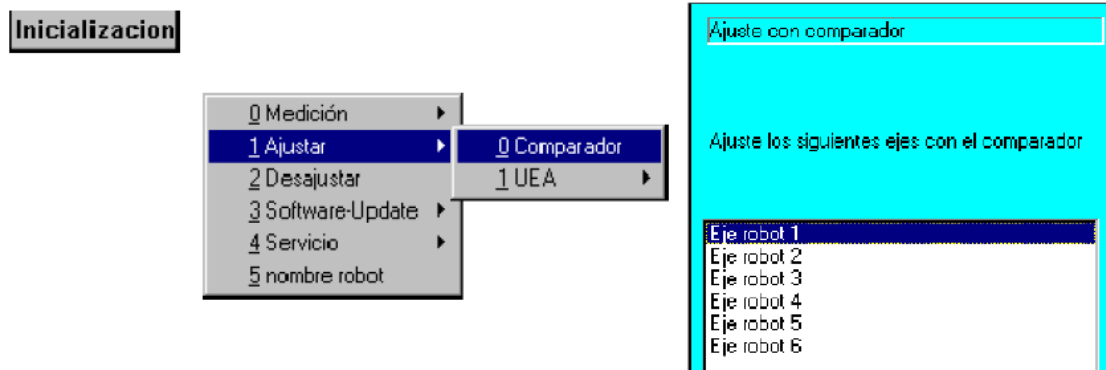 Inicializacion
0 Medición
1 Ajustar
2 Desajustar
3 Software-Update
4 Servicio
5 nombre robot
0 Comparador
1 UEA
Ajuste con comparador
Ajuste los siguientes ejes con el comparador
Eje robot 1
Eje robot 2
Eje robot 3
Eje robot 4
Eje robot 5
Eje robot 6